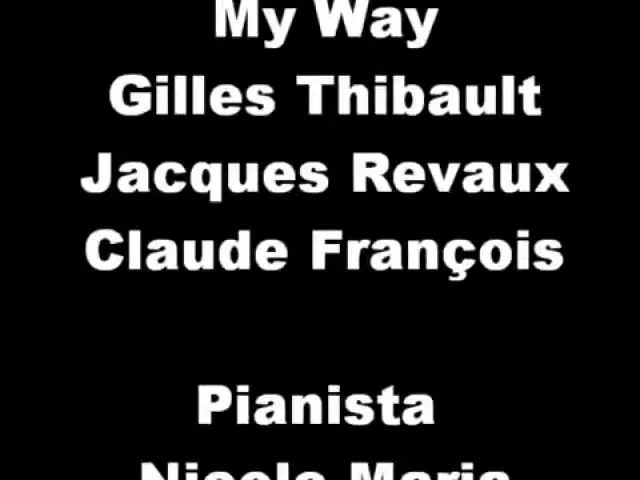 My Way
Gilles Thibault
Jacques Revaux
Claude François
Pianista